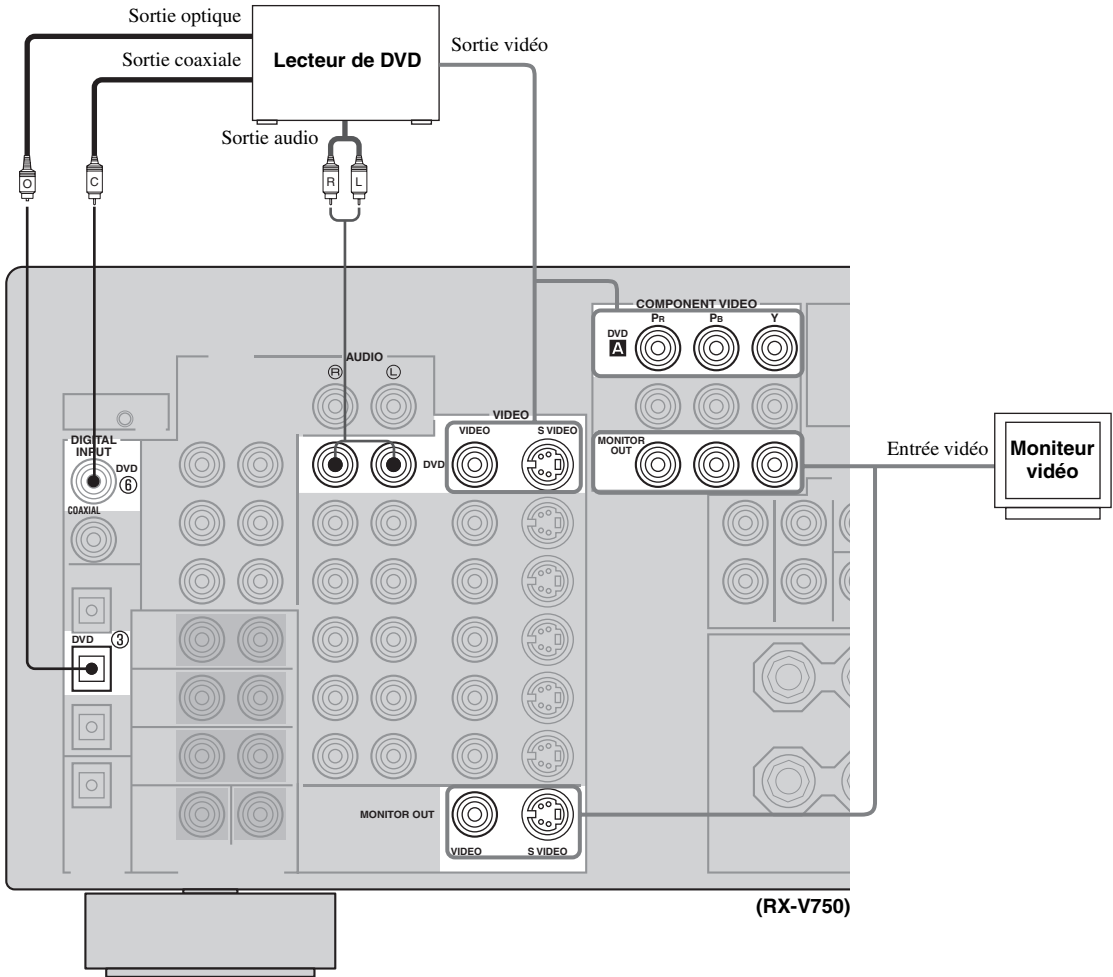 Sortie optique
Sortie coaxiale
Lecteur de DVD
Sortie vidéo
Sortie audio
O
C
R
L
COMPONENT VIDEO
PR
PB
Y
DVD
A
AUDIO
R
L
VIDEO
VIDEO
S VIDEO
DVD
MONITOR
OUT
Entrée vidéo
Moniteur
vidéo
DIGITAL
INPUT
DVD
⑥
COAXIAL
DVD
③
MONITOR OUT
VIDEO
S VIDEO
(RX-V750)